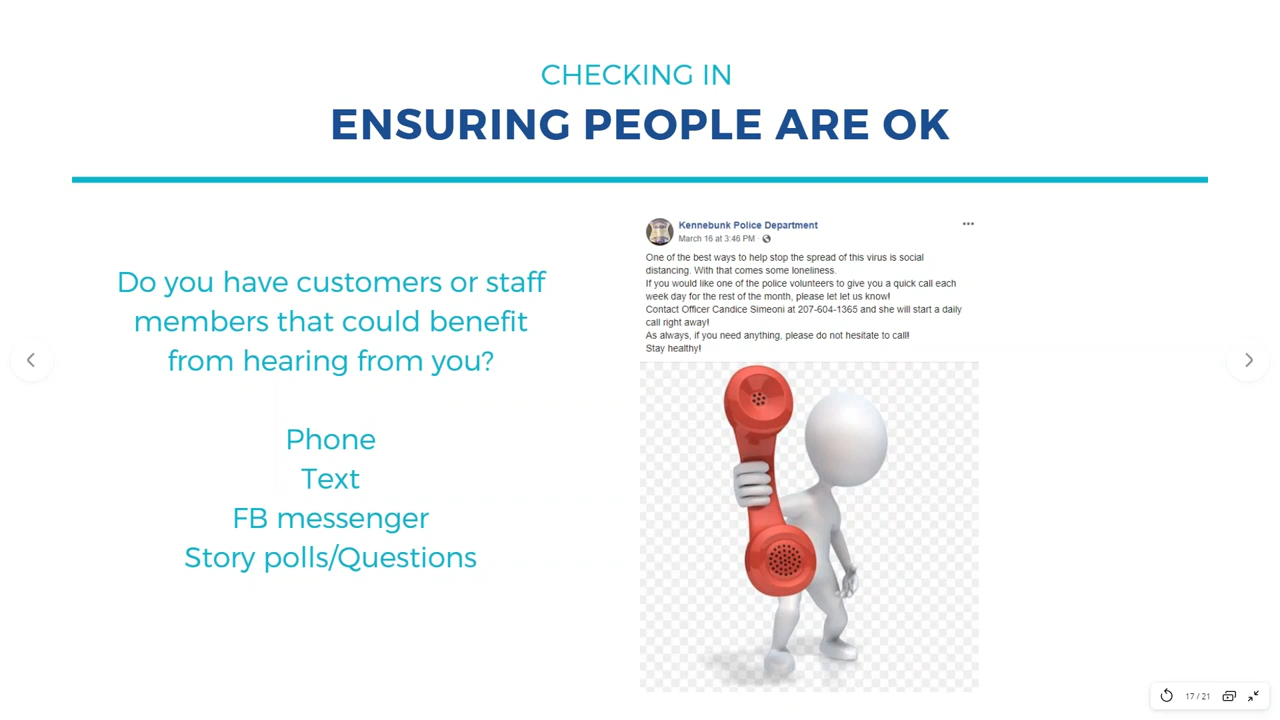 CHECKING IN
ENSURING PEOPLE ARE OK
Do you have customers or staff
members that could benefit
from hearing from you?
Phone
Text
FB messenger
Story polls/Questions
Kennebunk Police Department
March 16 at 3:46 PM ·
One of the best ways to help stop the spread of this virus is social
distancing. With that comes some loneliness.
If you would like one of the police volunteers to give you a quick call each
week day for the rest of the month, please let let us know!
Contact Officer Candice Simeoni at 207-604-1365 and she will start a daily
call right away!
As always, if you need anything, please do not hesitate to call!
Stay healthy!
17 / 21